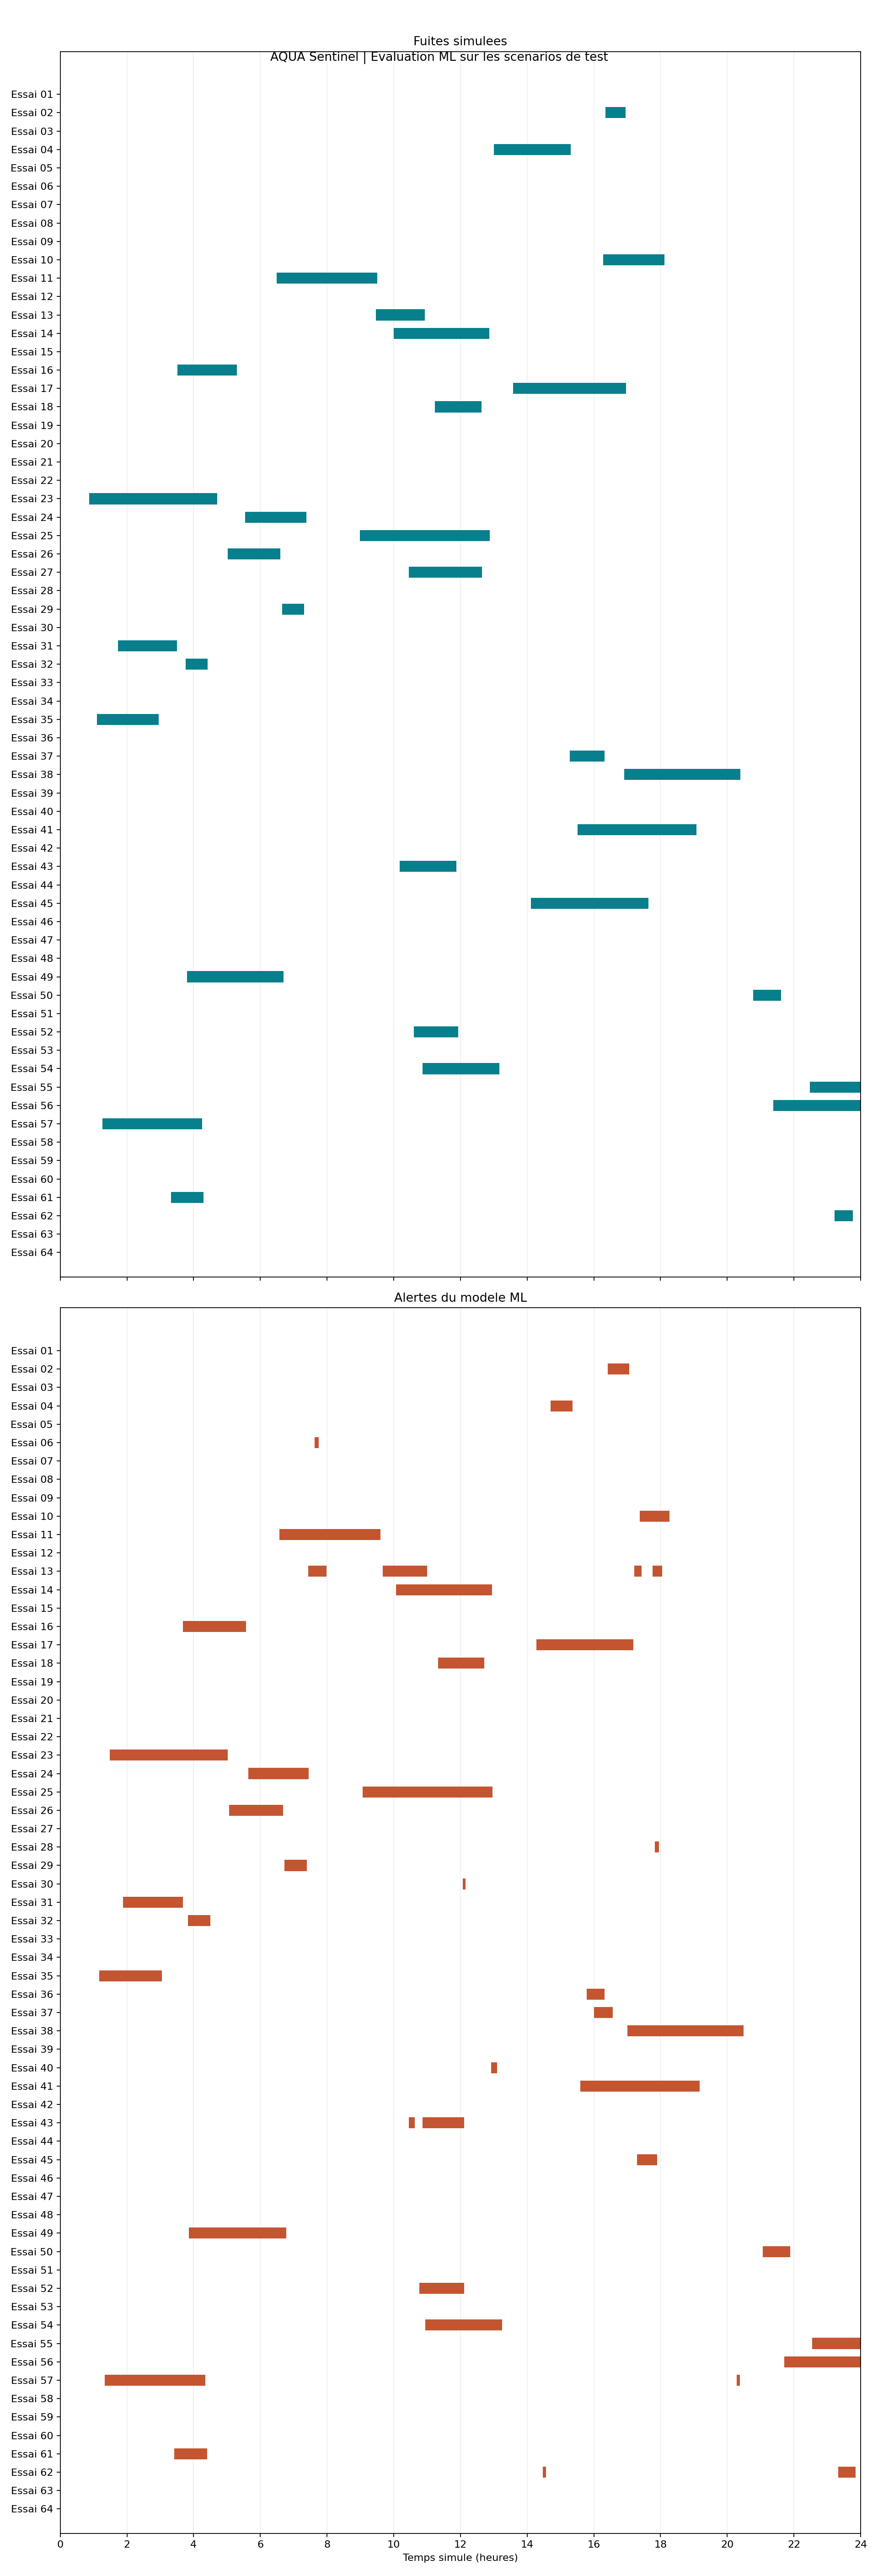 Fuites simulees
AQUA Sentinel | Evaluation ML sur les scenarios de test
Essai 01
Essai 02
Essai 03
Essai 04
Essai 05
Essai 06
Essai 07
Essai 08
Essai 09
Essai 10
Essai 11
Essai 12
Essai 13
Essai 14
Essai 15
Essai 16
Essai 17
Essai 18
Essai 19
Essai 20
Essai 21
Essai 22
Essai 23
Essai 24
Essai 25
Essai 26
Essai 27
Essai 28
Essai 29
Essai 30
Essai 31
Essai 32
Essai 33
Essai 34
Essai 35
Essai 36
Essai 37
Essai 38
Essai 39
Essai 40
Essai 41
Essai 42
Essai 43
Essai 44
Essai 45
Essai 46
Essai 47
Essai 48
Essai 49
Essai 50
Essai 51
Essai 52
Essai 53
Essai 54
Essai 55
Essai 56
Essai 57
Essai 58
Essai 59
Essai 60
Essai 61
Essai 62
Essai 63
Essai 64
Alertes du modele ML
Essai 01
Essai 02
Essai 03
Essai 04
Essai 05
Essai 06
Essai 07
Essai 08
Essai 09
Essai 10
Essai 11
Essai 12
Essai 13
Essai 14
Essai 15
Essai 16
Essai 17
Essai 18
Essai 19
Essai 20
Essai 21
Essai 22
Essai 23
Essai 24
Essai 25
Essai 26
Essai 27
Essai 28
Essai 29
Essai 30
Essai 31
Essai 32
Essai 33
Essai 34
Essai 35
Essai 36
Essai 37
Essai 38
Essai 39
Essai 40
Essai 41
Essai 42
Essai 43
Essai 44
Essai 45
Essai 46
Essai 47
Essai 48
Essai 49
Essai 50
Essai 51
Essai 52
Essai 53
Essai 54
Essai 55
Essai 56
Essai 57
Essai 58
Essai 59
Essai 60
Essai 61
Essai 62
Essai 63
Essai 64
0 2 4 6 8 10 12 14 16 18 20 22 24
Temps simule (heures)